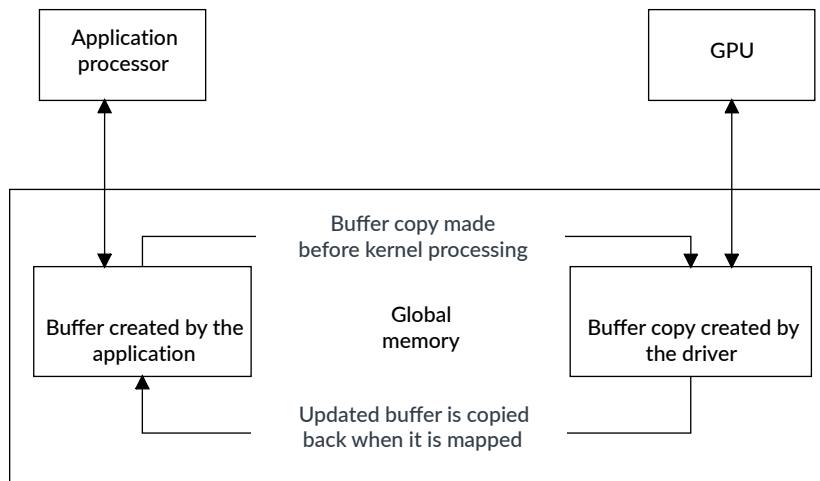 Application
processor
GPU
Buffer copy made
before kernel processing
Buffer created by the
application
Global
memory
Buffer copy created by
the driver
Updated buffer is copied
back when it is mapped